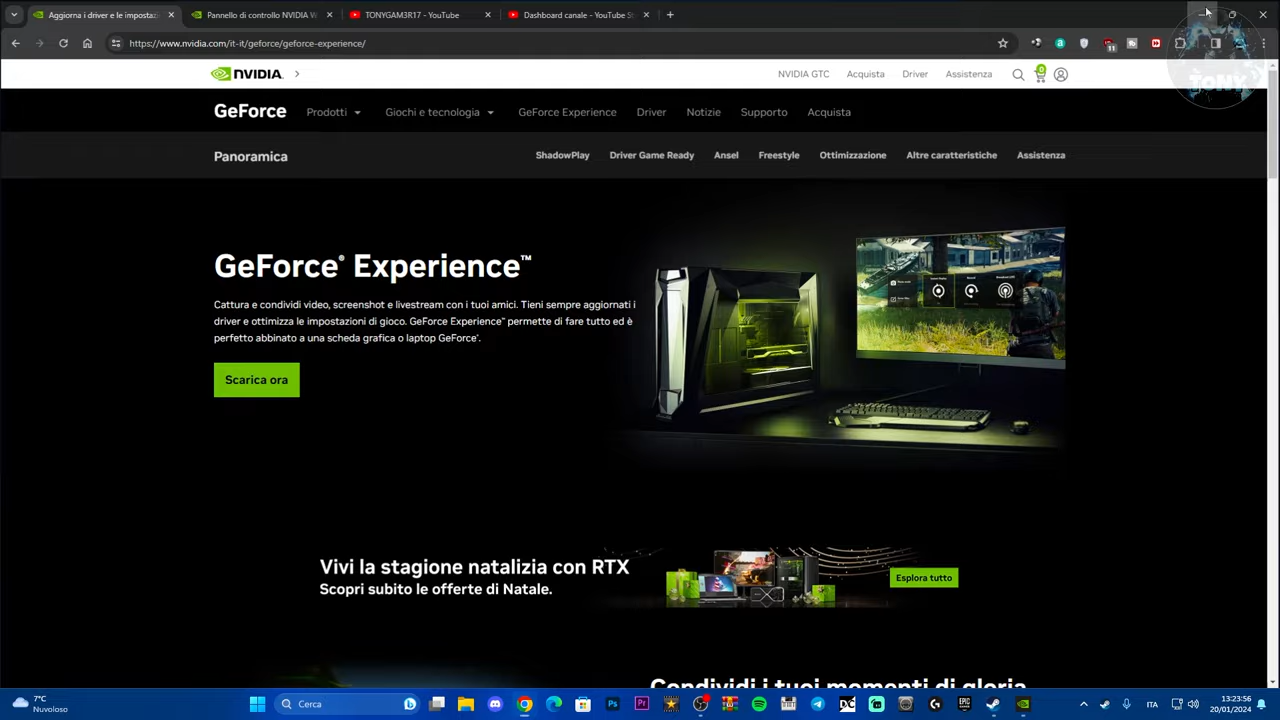 Aggiorna i driver e le impostaz
Pannello di controllo NVIDIA W
TONYGAM3R17 - YouTube
Dashboard canale - YouTube S
https://www.nvidia.com/it-it/geforce/geforce-experience/
11
TONY
NVIDIA
NVIDIA GTC
Acquista
Driver
Assistenza
0
GeForce
Prodotti
Giochi e tecnologia
GeForce Experience
Driver
Notizie
Supporto
Acquista
Panoramica
ShadowPlay
Driver Game Ready
Ansel
Freestyle
Ottimizzazione
Altre caratteristiche
Assistenza
GeForce® Experience™
Cattura e condividi video, screenshot e livestream con i tuoi amici. Tieni sempre aggiornati i
driver e ottimizza le impostazioni di gioco. GeForce Experience™ permette di fare tutto ed è
perfetto abbinato a una scheda grafica o laptop GeForce®.
Scarica ora
Vivi la stagione natalizia con RTX
Scopri subito le offerte di Natale.
Esplora tutto
Condividi i tuoi momenti di gloria
7°C
Nuvoloso
Cerca
Ps
Pr
DC
EPIC
ITA
13:23:56
20/01/2024